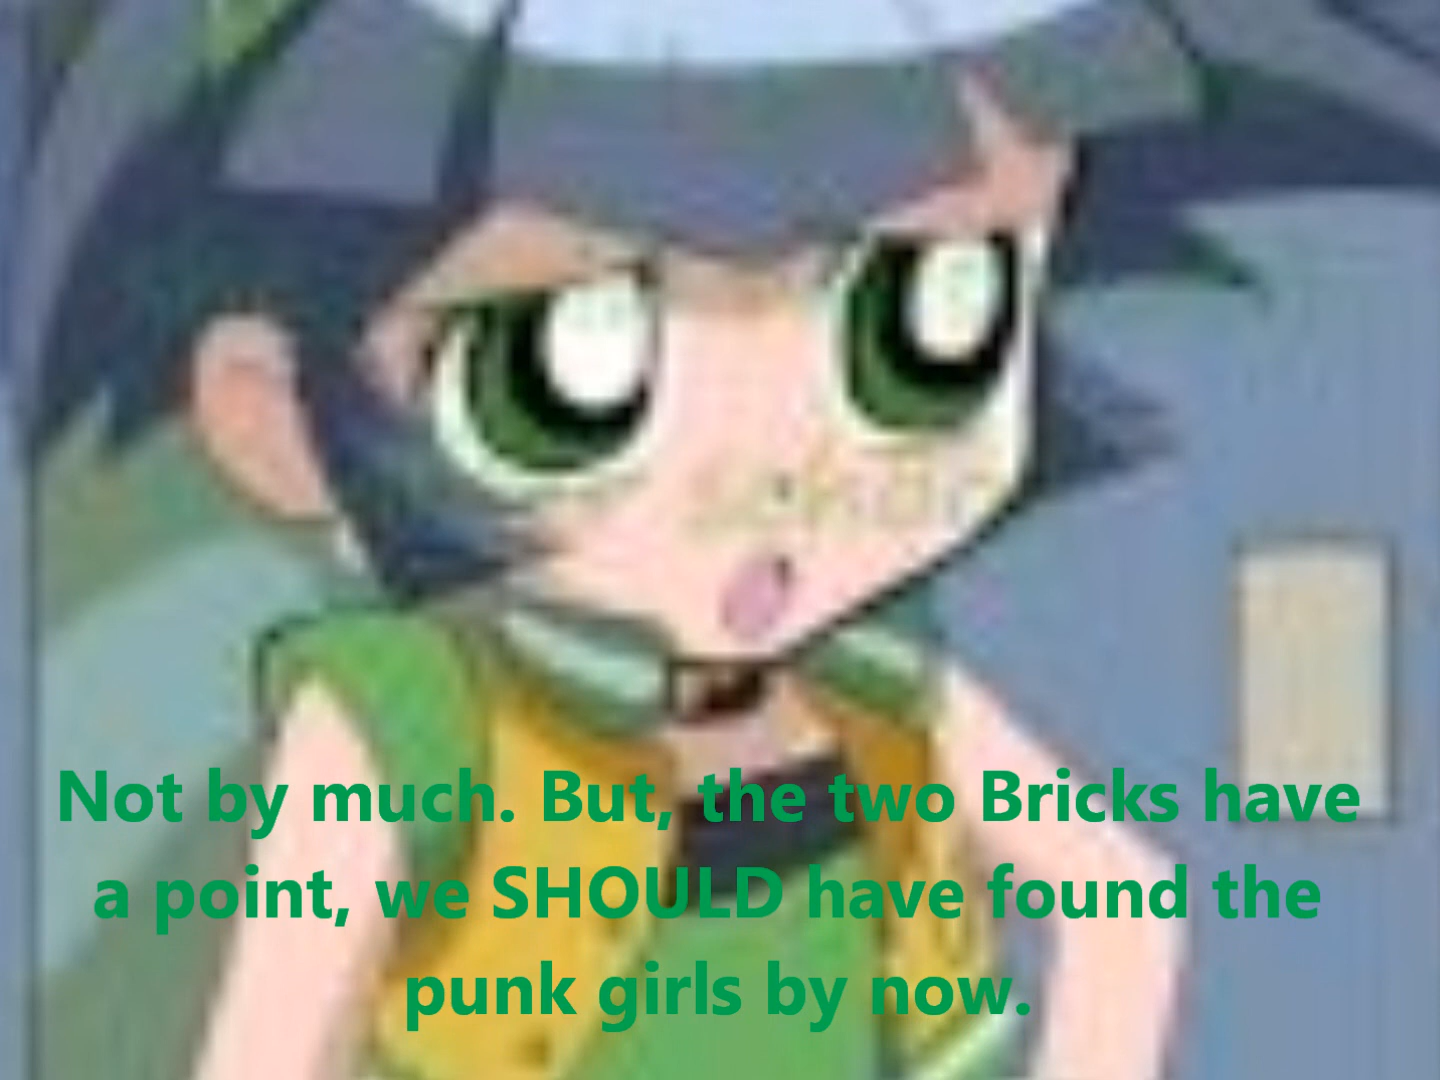 Not by much. But, the two Bricks have
a point, we SHOULD have found the
punk girls by now.